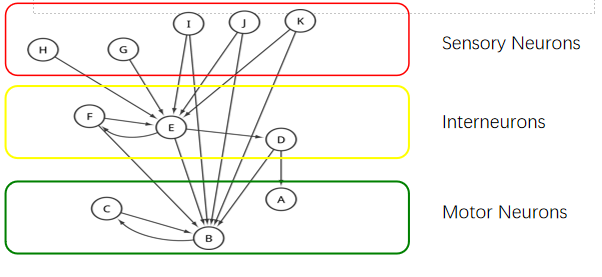 I J K
H G
Sensory Neurons
F E D
Interneurons
C A
B
Motor Neurons